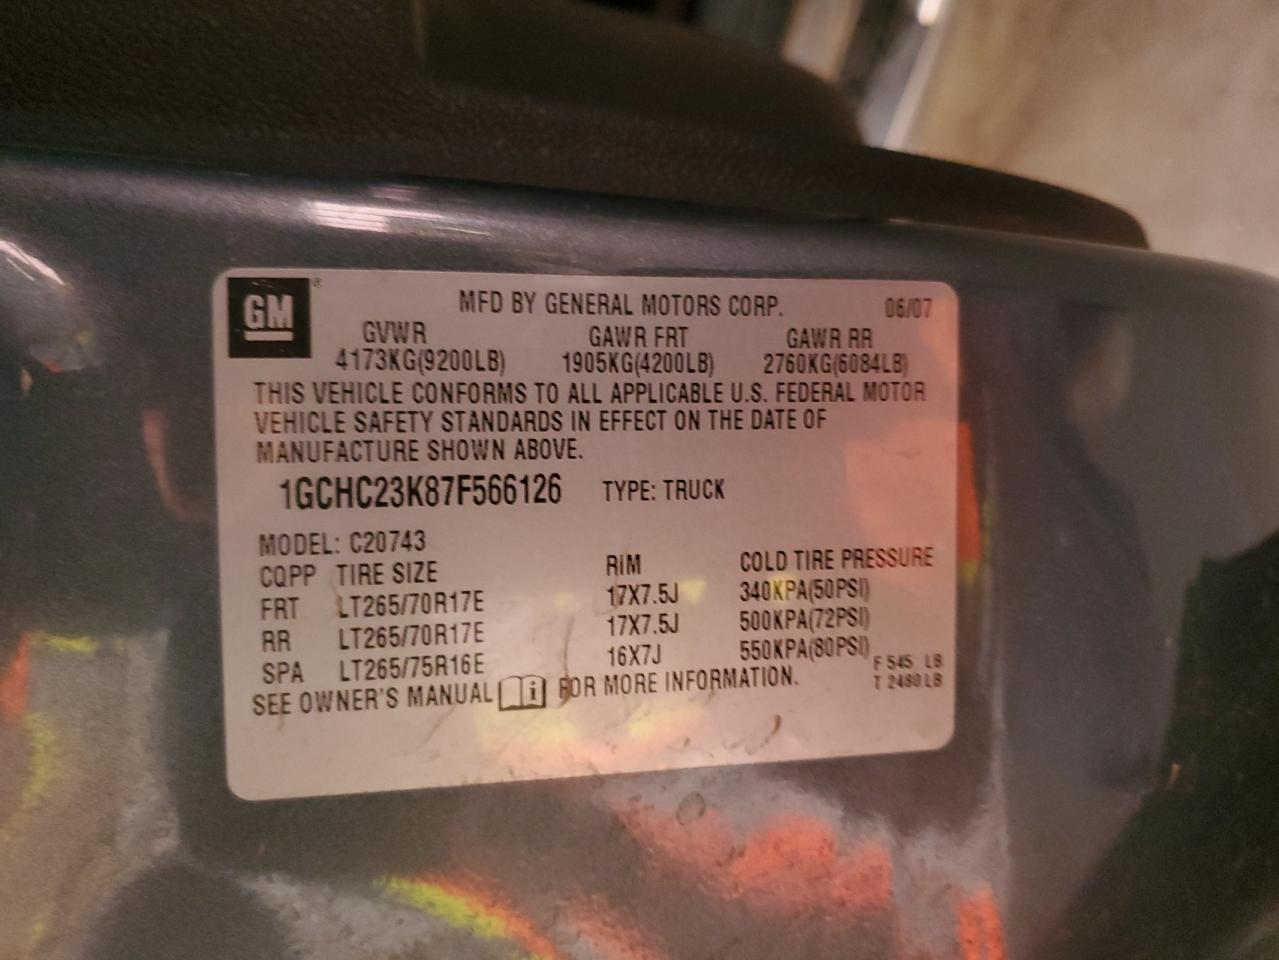 GM ®
MFD BY GENERAL MOTORS CORP. 06/07
GVWR GAWR FRT GAWR RR
4173KG(9200LB) 1905KG(4200LB) 2760KG(6084LB)
THIS VEHICLE CONFORMS TO ALL APPLICABLE U.S. FEDERAL MOTOR
VEHICLE SAFETY STANDARDS IN EFFECT ON THE DATE OF
MANUFACTURE SHOWN ABOVE.
1GCHC23K87F566126 TYPE: TRUCK
MODEL: C20743
CQPP TIRE SIZE RIM COLD TIRE PRESSURE
FRT LT265/70R17E 17X7.5J 340KPA(50PSI)
RR LT265/70R17E 17X7.5J 500KPA(72PSI)
SPA LT265/75R16E 16X7J 550KPA(80PSI)
F 545 LB
T 2480 LB
SEE OWNER'S MANUAL i FOR MORE INFORMATION.